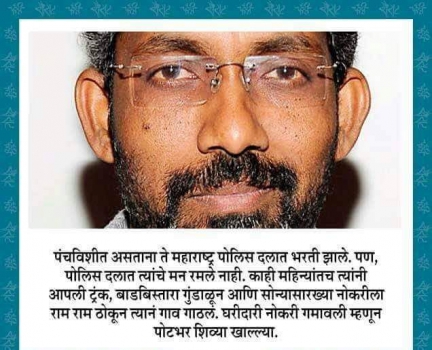 पंचविशीत असताना ते महाराष्ट्र पोलिस दलात भरती झाले. पण,
पोलिस दलात त्यांचे मन रमले नाही. काही महिन्यांतच त्यांनी
आपली ट्रंक, बाडबिस्तारा गुंडाळून आणि सोन्यासारख्या नोकरीला
राम राम ठोकून त्यानं गाव गाठलं. घरीदारी नोकरी गमावली म्हणून
पोटभर शिव्या खाल्ल्या.